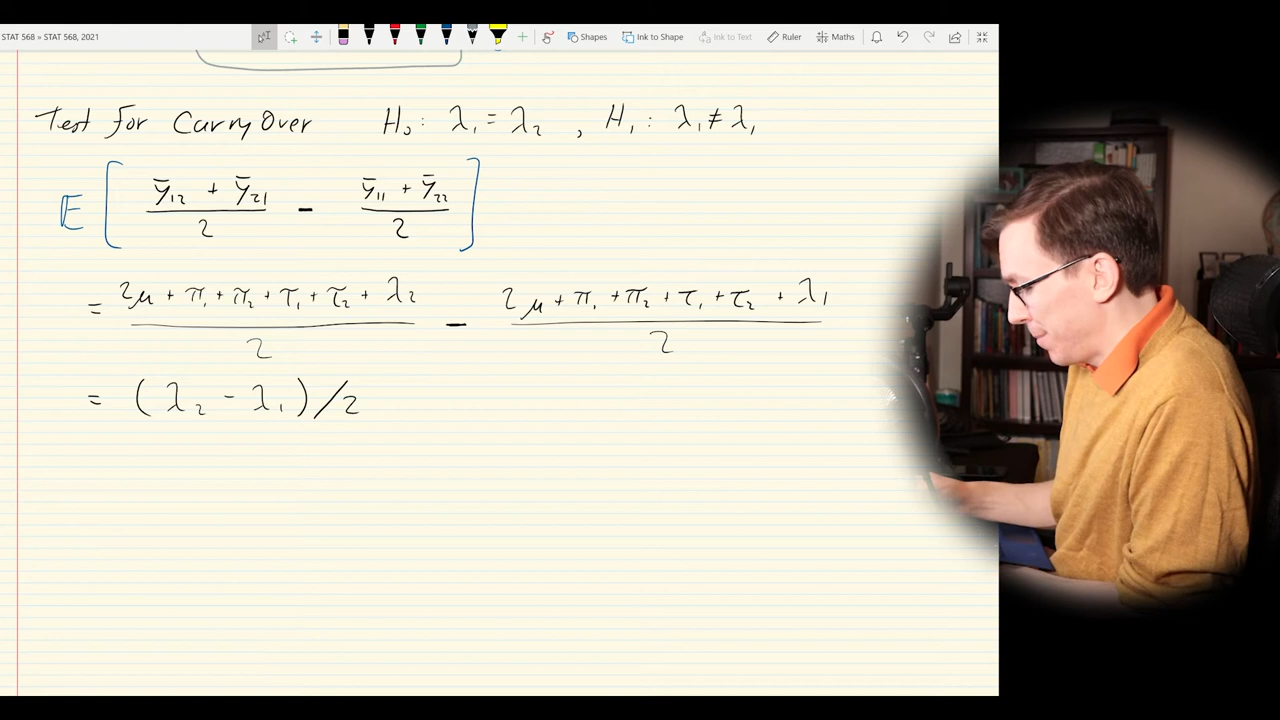 STAT 568 » STAT 568, 2021 Shapes Ink to Shape Ink to Text Ruler Maths
Test for Carry Over H₀ : λ₁ = λ₂ , H₁ : λ₁ ≠ λ₁
𝔼 [ (ȳ₁₂ + ȳ₂₁)/2 - (ȳ₁₁ + ȳ₂₂)/2 ]
= (2μ + π₁ + π₂ + τ₁ + τ₂ + λ₂)/2 - (2μ + π₁ + π₂ + τ₁ + τ₂ + λ₁)/2
= (λ₂ - λ₁)/2